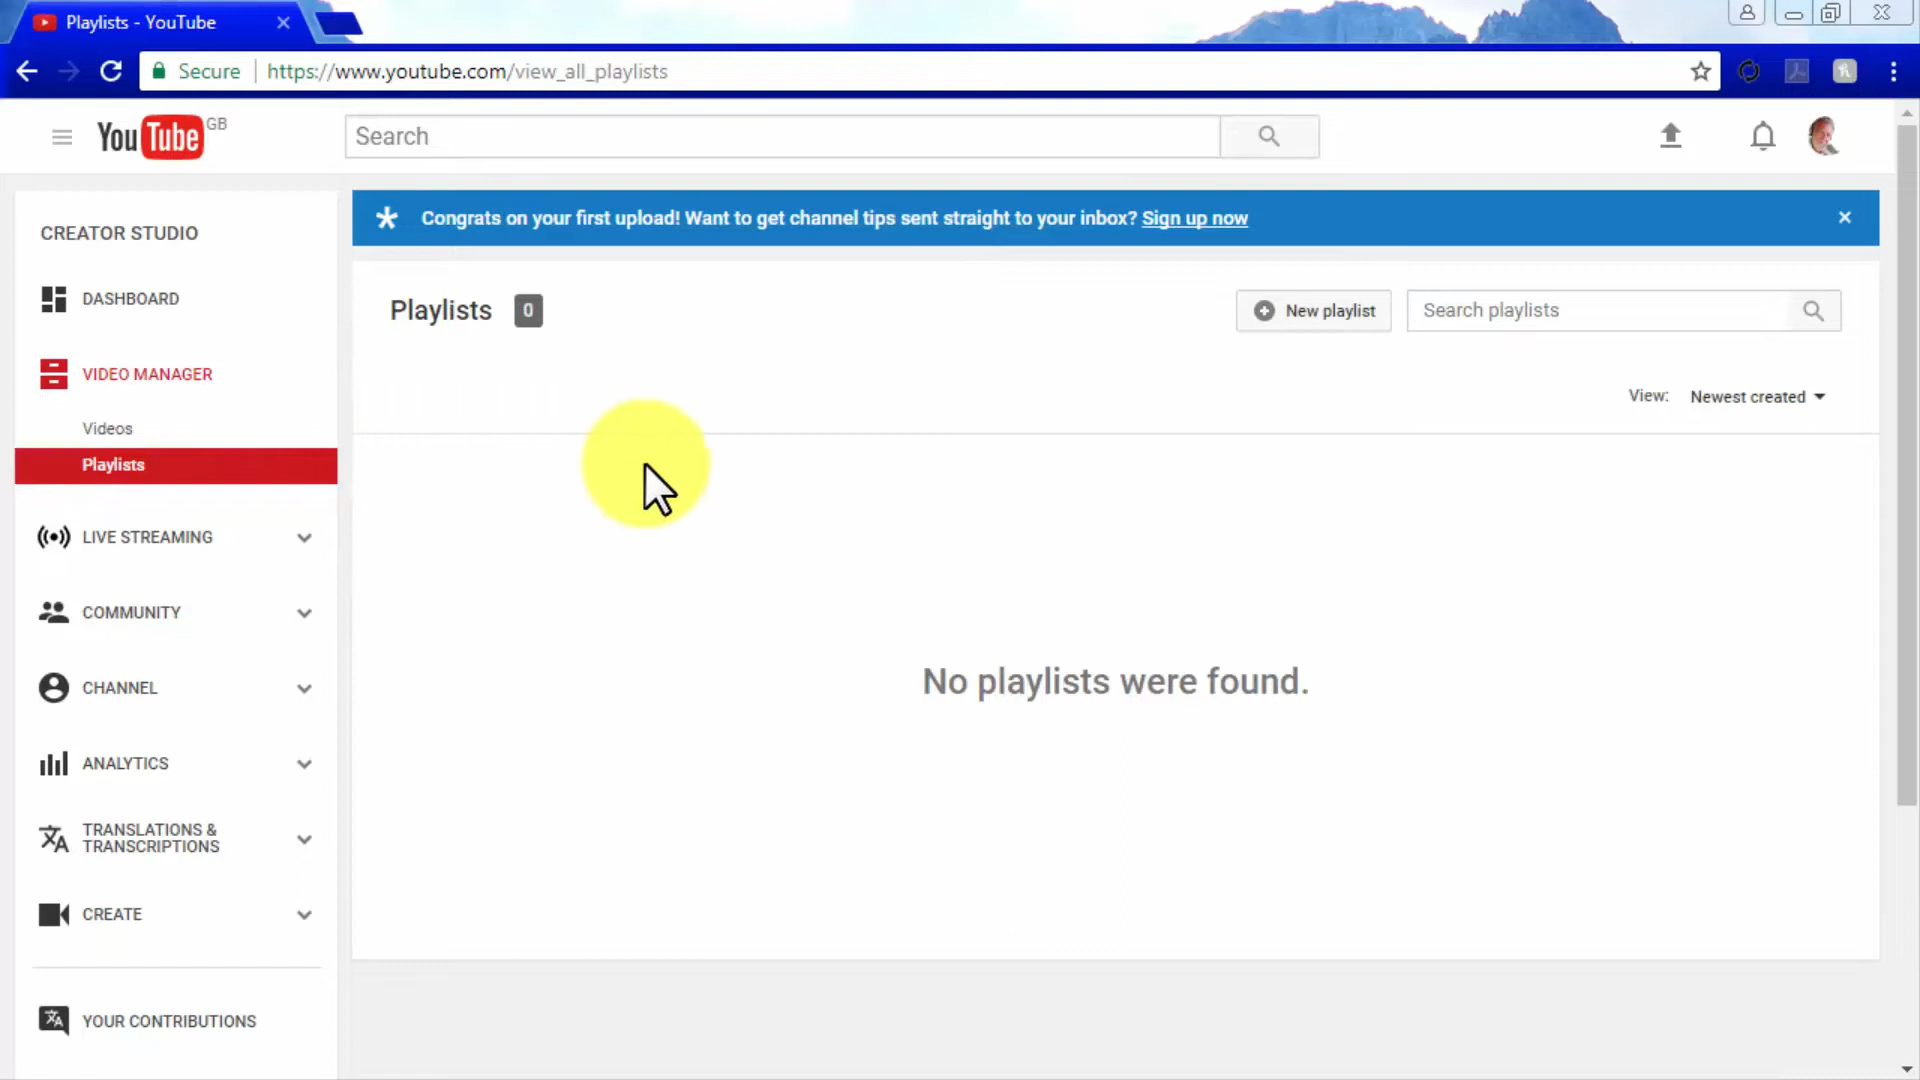 Playlists - YouTube
Secure
https://www.youtube.com/view_all_playlists
YouTube GB
Search
CREATOR STUDIO
Congrats on your first upload! Want to get channel tips sent straight to your inbox? Sign up now
DASHBOARD
Playlists 0
New playlist
Search playlists
VIDEO MANAGER
View: Newest created
Videos
Playlists
LIVE STREAMING
COMMUNITY
No playlists were found.
CHANNEL
ANALYTICS
TRANSLATIONS &
TRANSCRIPTIONS
CREATE
YOUR CONTRIBUTIONS